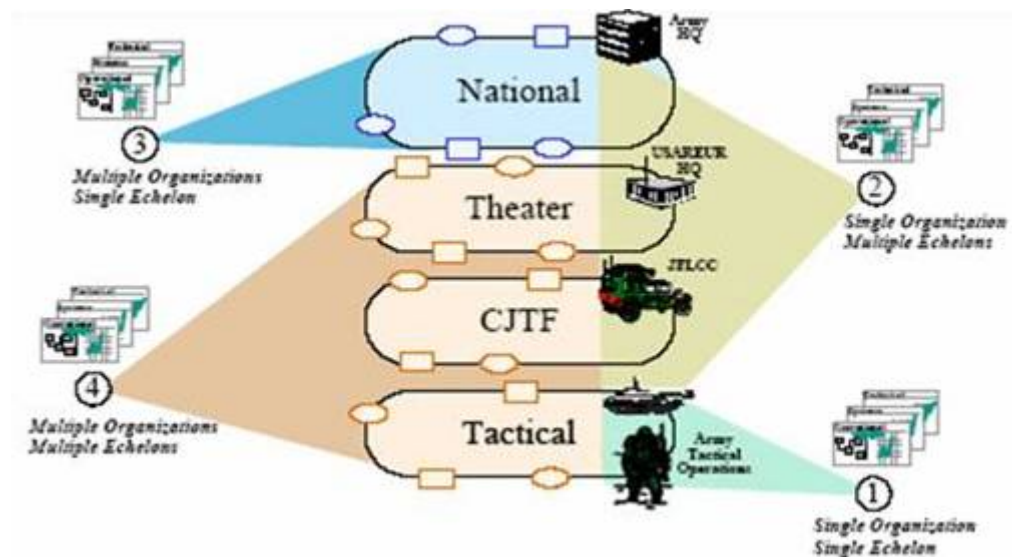 Army
HQ
National
3
Multiple Organizations
Single Echelon
USAREUR
HQ
Theater
2
Single Organization
Multiple Echelons
JFLCC
CJTF
4
Multiple Organizations
Multiple Echelons
Tactical
Army
Tactical
Operations
1
Single Organization
Single Echelon